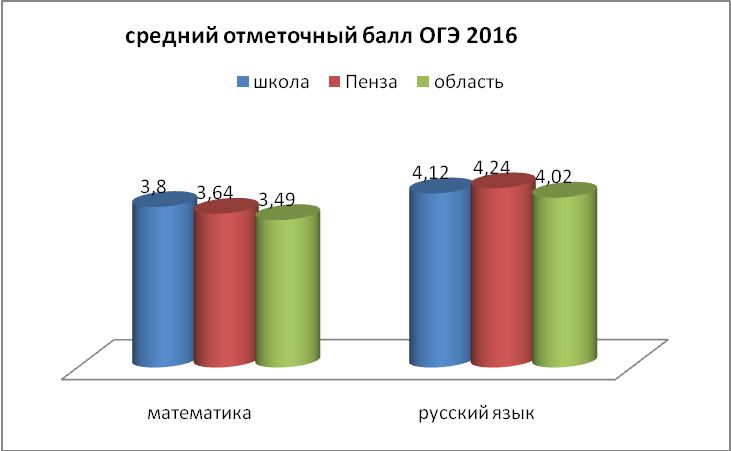 средний отметочный балл ОГЭ 2016
школа Пенза область
3,8 3,64 3,49 4,12 4,24 4,02
математика русский язык